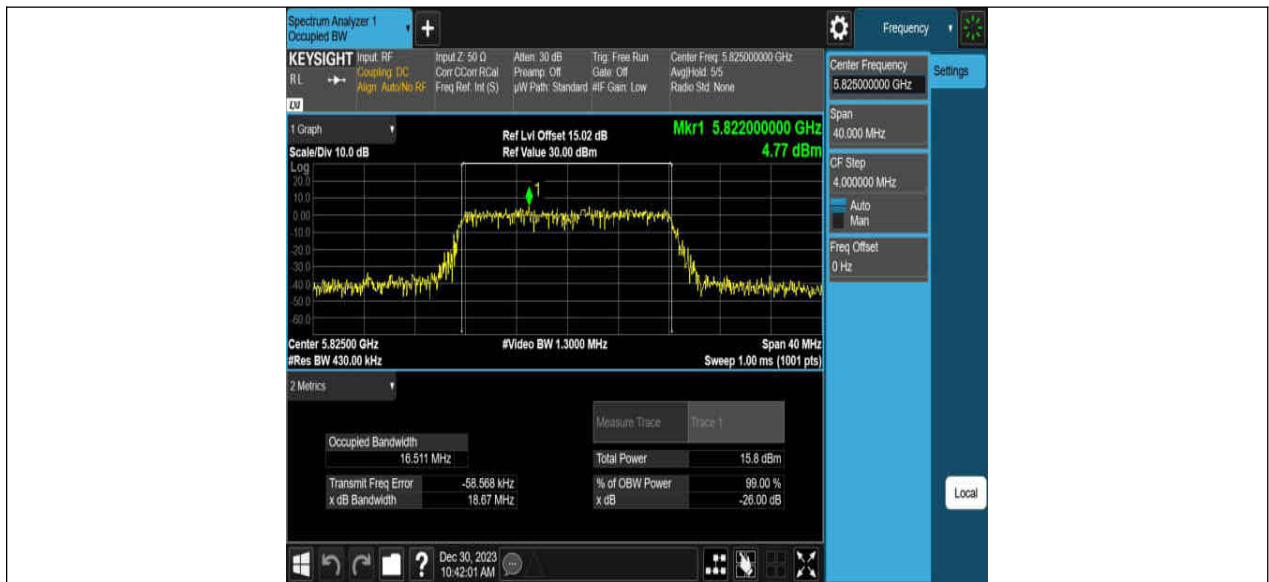 Spectrum Analyzer 1
Occupied BW
+
Frequency
KEYSIGHT Input: RF Input Z: 50 Ω Atten: 30 dB Trig: Free Run Center Freq: 5.825000000 GHz
RL Coupling: DC Corr CCorr RCal Preamp: Off Gate: Off Avg|Hold: 5/5
Align: Auto/No RF Freq Ref: Int (S) µW Path: Standard #IF Gain: Low Radio Std: None
Center Frequency
5.825000000 GHz
Settings
Span
40.000 MHz
CF Step
4.000000 MHz
Auto
Man
Freq Offset
0 Hz
Local
1 Graph
Ref Lvl Offset 15.02 dB
Mkr1 5.822000000 GHz
Scale/Div 10.0 dB Ref Value 30.00 dBm 4.77 dBm
Log
20.0
10.0
1
0.00
-10.0
-20.0
-30.0
-40.0
-50.0
-60.0
Center 5.82500 GHz #Video BW 1.3000 MHz Span 40 MHz
#Res BW 430.00 kHz Sweep 1.00 ms (1001 pts)
2 Metrics
Measure Trace Trace 1
Occupied Bandwidth
16.511 MHz
Total Power 15.8 dBm
Transmit Freq Error -58.568 kHz % of OBW Power 99.00 %
x dB Bandwidth 18.67 MHz x dB -26.00 dB
? Dec 30, 2023
10:42:01 AM